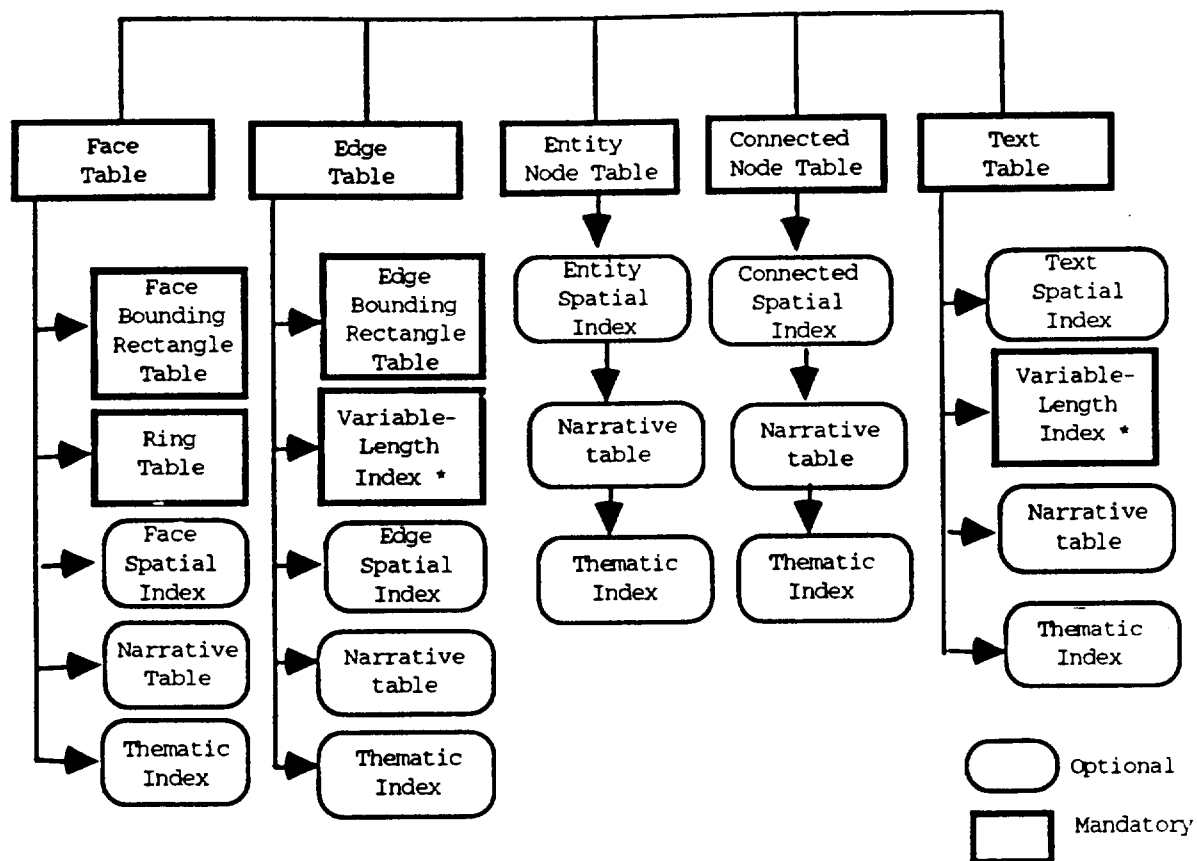 Face
Table
Edge
Table
Entity
Node Table
Connected
Node Table
Text
Table
Face
Bounding
Rectangle
Table
Ring
Table
Face
Spatial
Index
Narrative
Table
Thematic
Index
Edge
Bounding
Rectangle
Table
Variable-
Length
Index *
Edge
Spatial
Index
Narrative
table
Thematic
Index
Entity
Spatial
Index
Narrative
table
Thematic
Index
Connected
Spatial
Index
Narrative
table
Thematic
Index
Text
Spatial
Index
Variable-
Length
Index *
Narrative
table
Thematic
Index
Optional
Mandatory